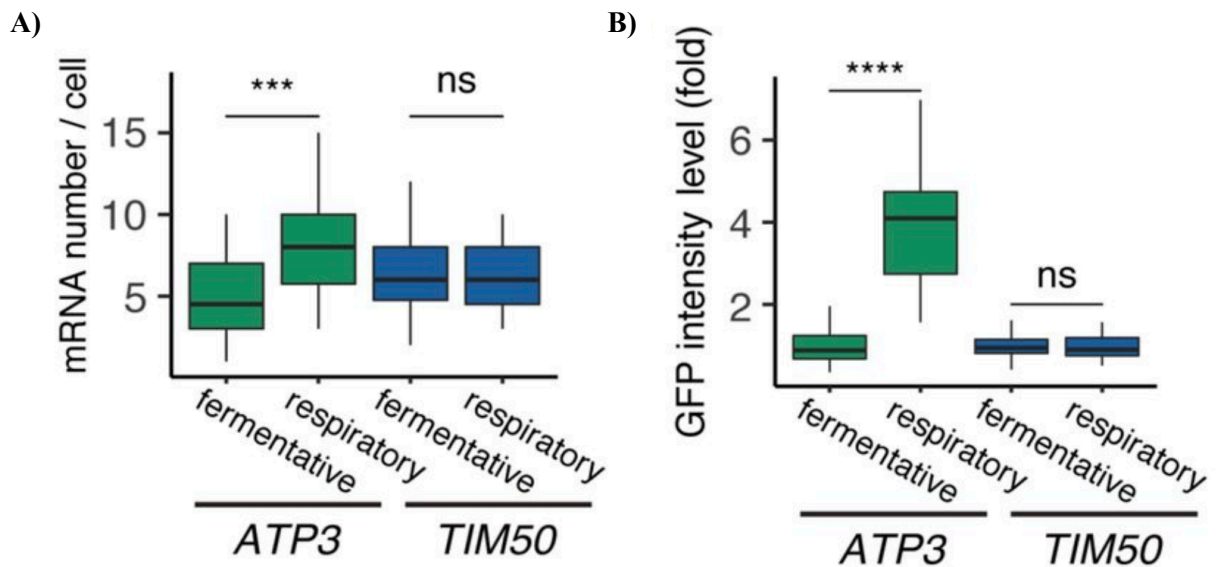 A)
mRNA number / cell
15
10
5
***
ns
fermentative
respiratory
fermentative
respiratory
ATP3
TIM50
B)
GFP intensity level (fold)
6
4
2
****
ns
fermentative
respiratory
fermentative
respiratory
ATP3
TIM50